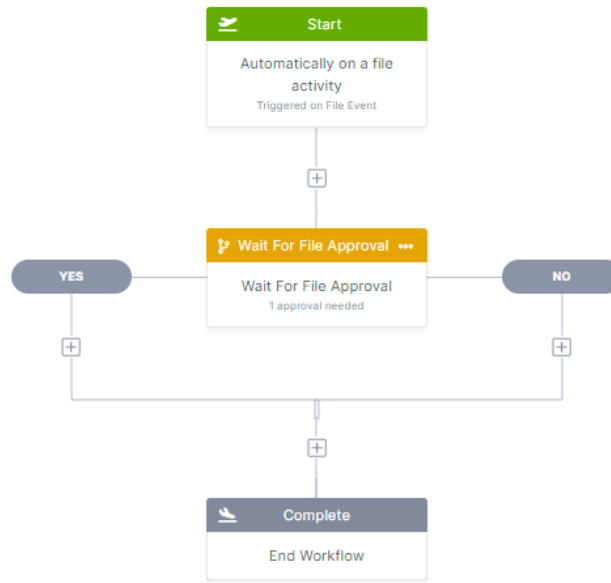 Start
Automatically on a file
activity
Triggered on File Event
Wait For File Approval
YES
Wait For File Approval
1 approval needed
NO
Complete
End Workflow